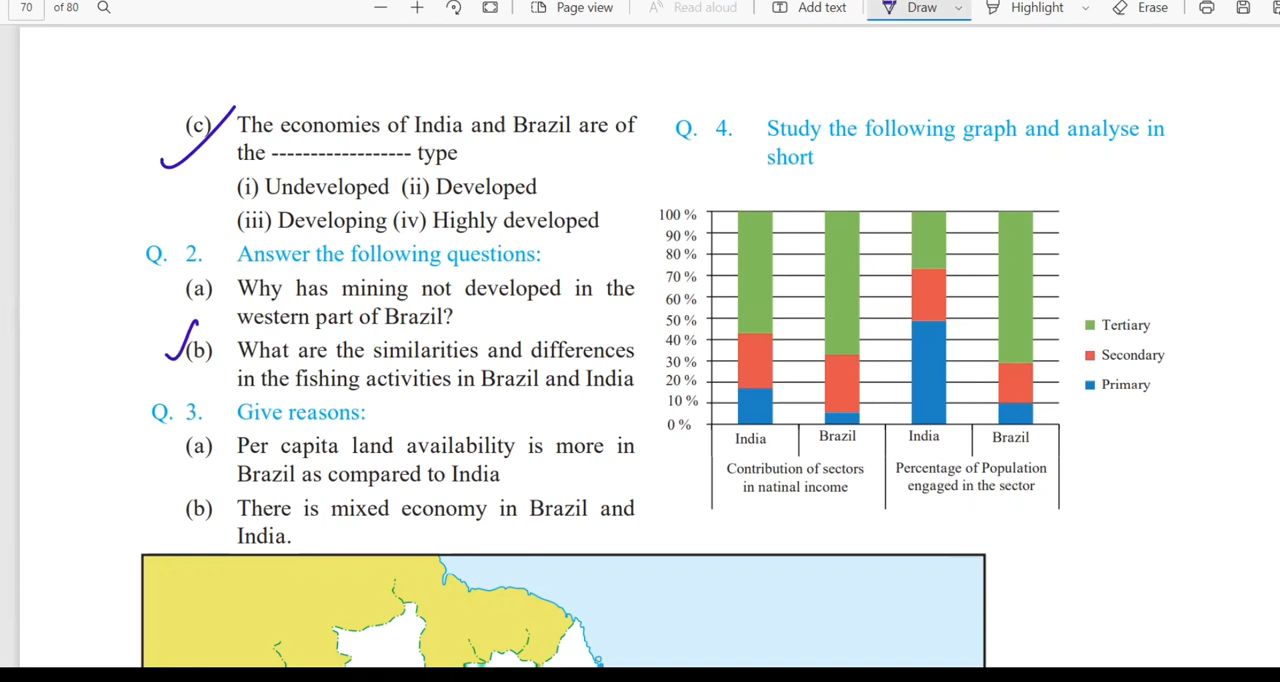 70 of 80 Page view Read aloud Add text Draw Highlight Erase
(c) The economies of India and Brazil are of
the ----------------- type
(i) Undeveloped (ii) Developed
(iii) Developing (iv) Highly developed
Q. 2. Answer the following questions:
(a) Why has mining not developed in the
western part of Brazil?
(b) What are the similarities and differences
in the fishing activities in Brazil and India
Q. 3. Give reasons:
(a) Per capita land availability is more in
Brazil as compared to India
(b) There is mixed economy in Brazil and
India.
Q. 4. Study the following graph and analyse in
short
100 %
90 %
80 %
70 %
60 %
50 %
40 %
30 %
20 %
10 %
0 %
India Brazil India Brazil
Contribution of sectors
in natinal income
Percentage of Population
engaged in the sector
Tertiary
Secondary
Primary